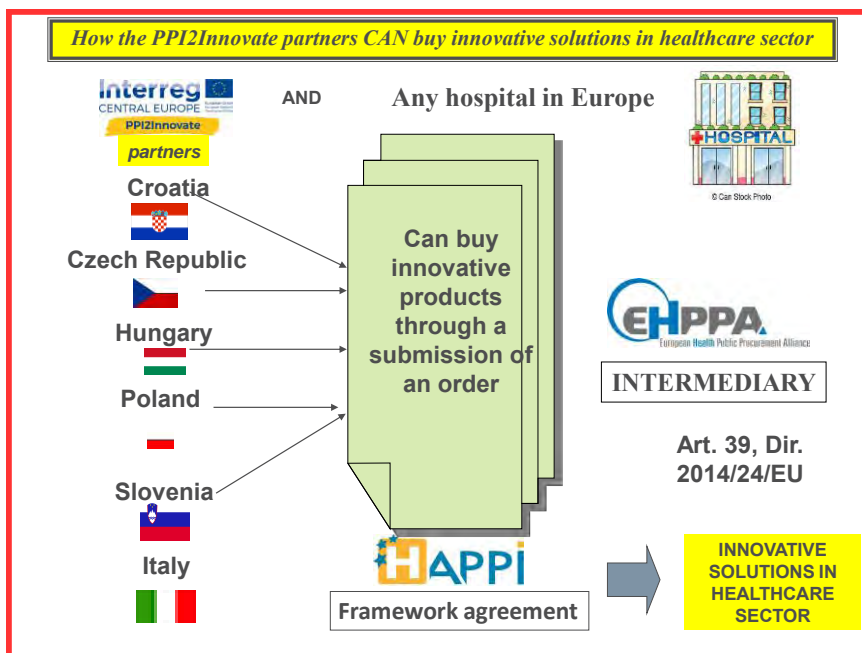 How the PPI2Innovate partners CAN buy innovative solutions in healthcare sector
Interreg
CENTRAL EUROPE
PPI2Innovate
partners
AND
Any hospital in Europe
HOSPITAL
© Can Stock Photo
Croatia
Czech Republic
Hungary
Poland
Slovenia
Italy
Can buy
innovative
products
through a
submission of
an order
EHPPA
European Health Public Procurement Alliance
INTERMEDIARY
Art. 39, Dir.
2014/24/EU
HAPPI
Framework agreement
INNOVATIVE
SOLUTIONS IN
HEALTHCARE
SECTOR